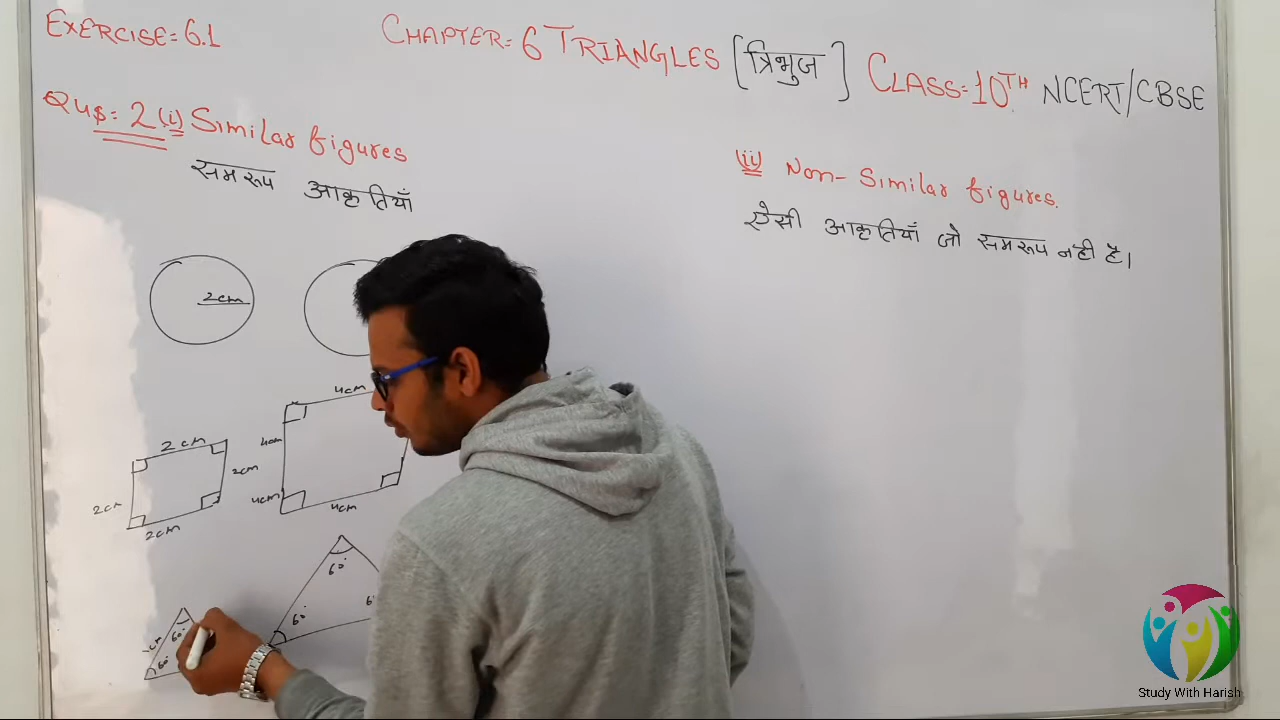 EXERCISE=6.1
CHAPTER=6 TRIANGLES [त्रिभुज] CLASS=10TH NCERT/CBSE
Qus=2(i) Similar figures
समरूप आकृतियाँ
(ii) Non-Similar figures.
ऐसी आकृतियाँ जो समरूप नही है।
2cm
4cm
4cm
4cm
4cm
2cm
2cm
2cm
2cm
60°
60°
60°
60°
Study With Harish